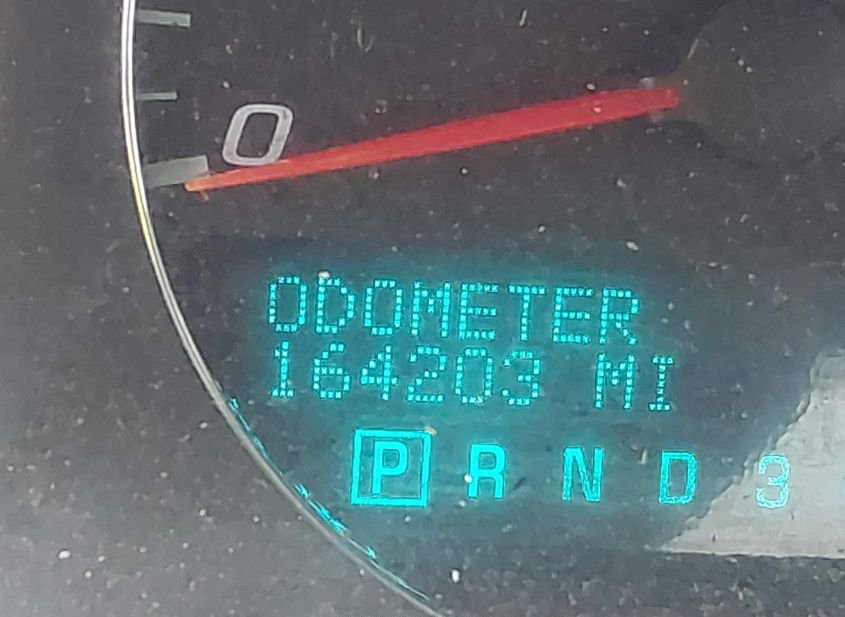 0
ODOMETER
164203 MI
P R N D 3